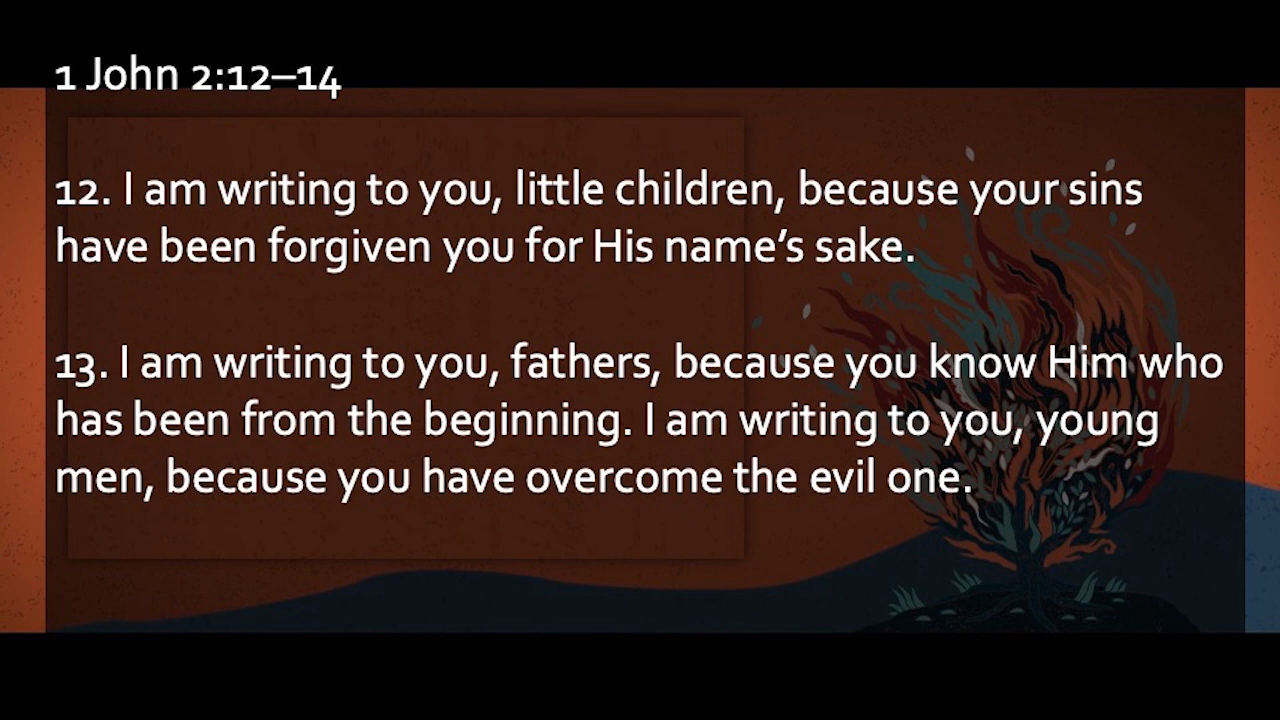 1 John 2:12–14
12. I am writing to you, little children, because your sins
have been forgiven you for His name’s sake.
13. I am writing to you, fathers, because you know Him who
has been from the beginning. I am writing to you, young
men, because you have overcome the evil one.